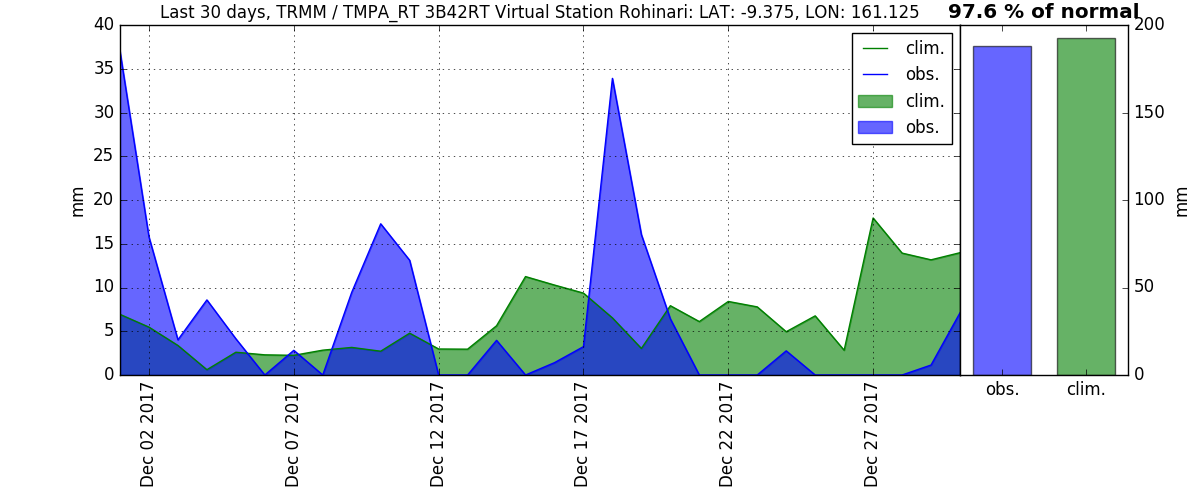 Last 30 days, TRMM / TMPA_RT 3B42RT Virtual Station Rohinari: LAT: -9.375, LON: 161.125
97.6 % of normal
40
35
30
25
20
15
10
5
0
mm
clim.
obs.
clim.
obs.
Dec 02 2017
Dec 07 2017
Dec 12 2017
Dec 17 2017
Dec 22 2017
Dec 27 2017
200
150
100
50
0
mm
obs.
clim.